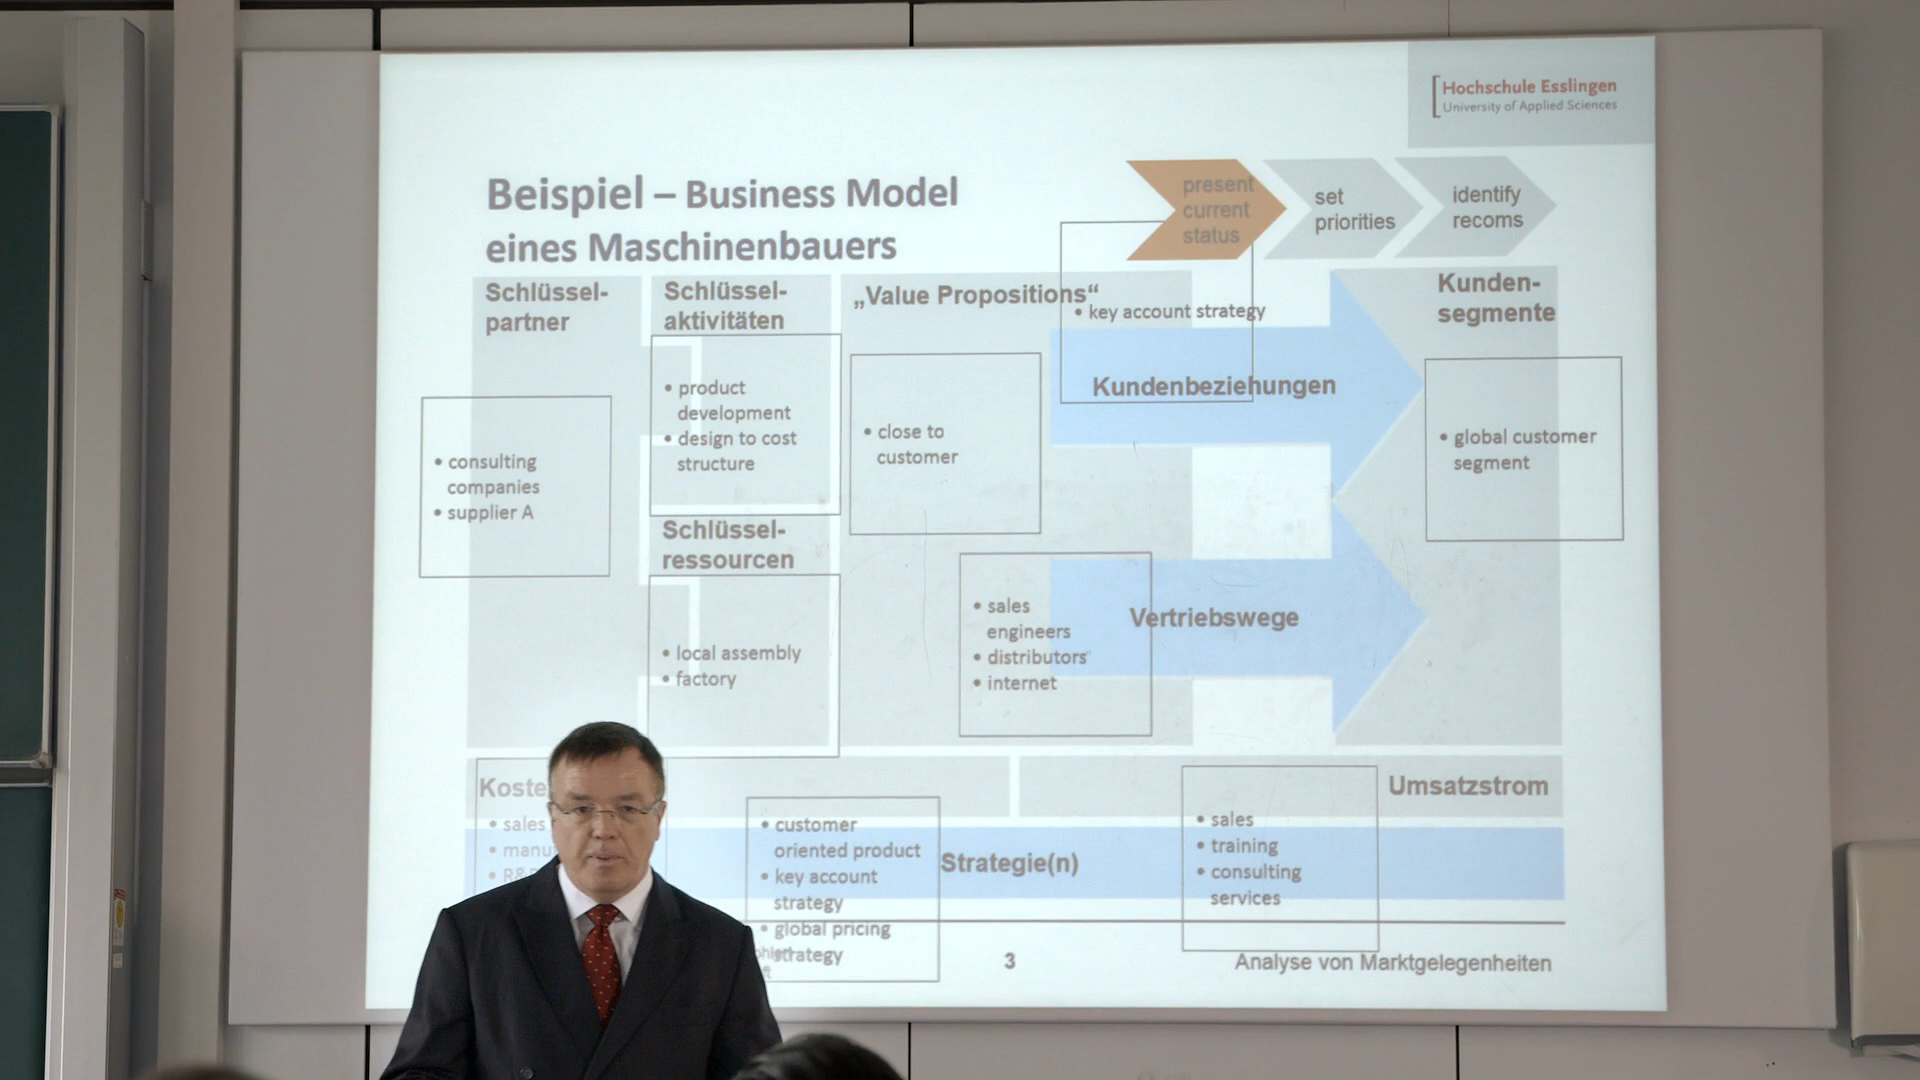 Hochschule Esslingen
University of Applied Sciences
Beispiel – Business Model
eines Maschinenbauers
present
current
status
set
priorities
identify
recoms
Schlüssel-
partner
• consulting
companies
• supplier A
Schlüssel-
aktivitäten
• product
development
• design to cost
structure
Schlüssel-
ressourcen
• local assembly
• factory
„Value Propositions“
• close to
customer
• key account strategy
Kundenbeziehungen
• sales
engineers
• distributors
• internet
Vertriebswege
Kunden-
segmente
• global customer
segment
• sales
• customer
oriented product
• key account
strategy
• global pricing
strategy
Strategie(n)
Umsatzstrom
• sales
• training
• consulting
services
3
Analyse von Marktgelegenheiten